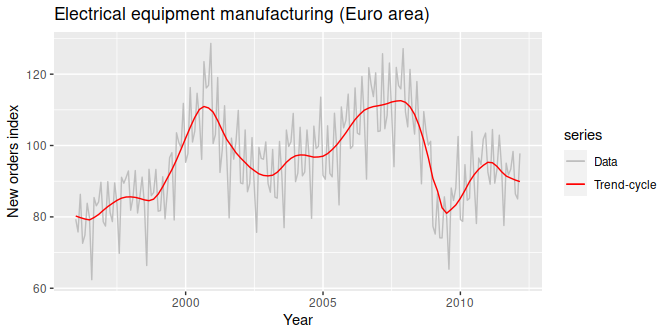 Electrical equipment manufacturing (Euro area)
120
100
80
60
New orders index
2000
2005
2010
Year
series
Data
Trend-cycle